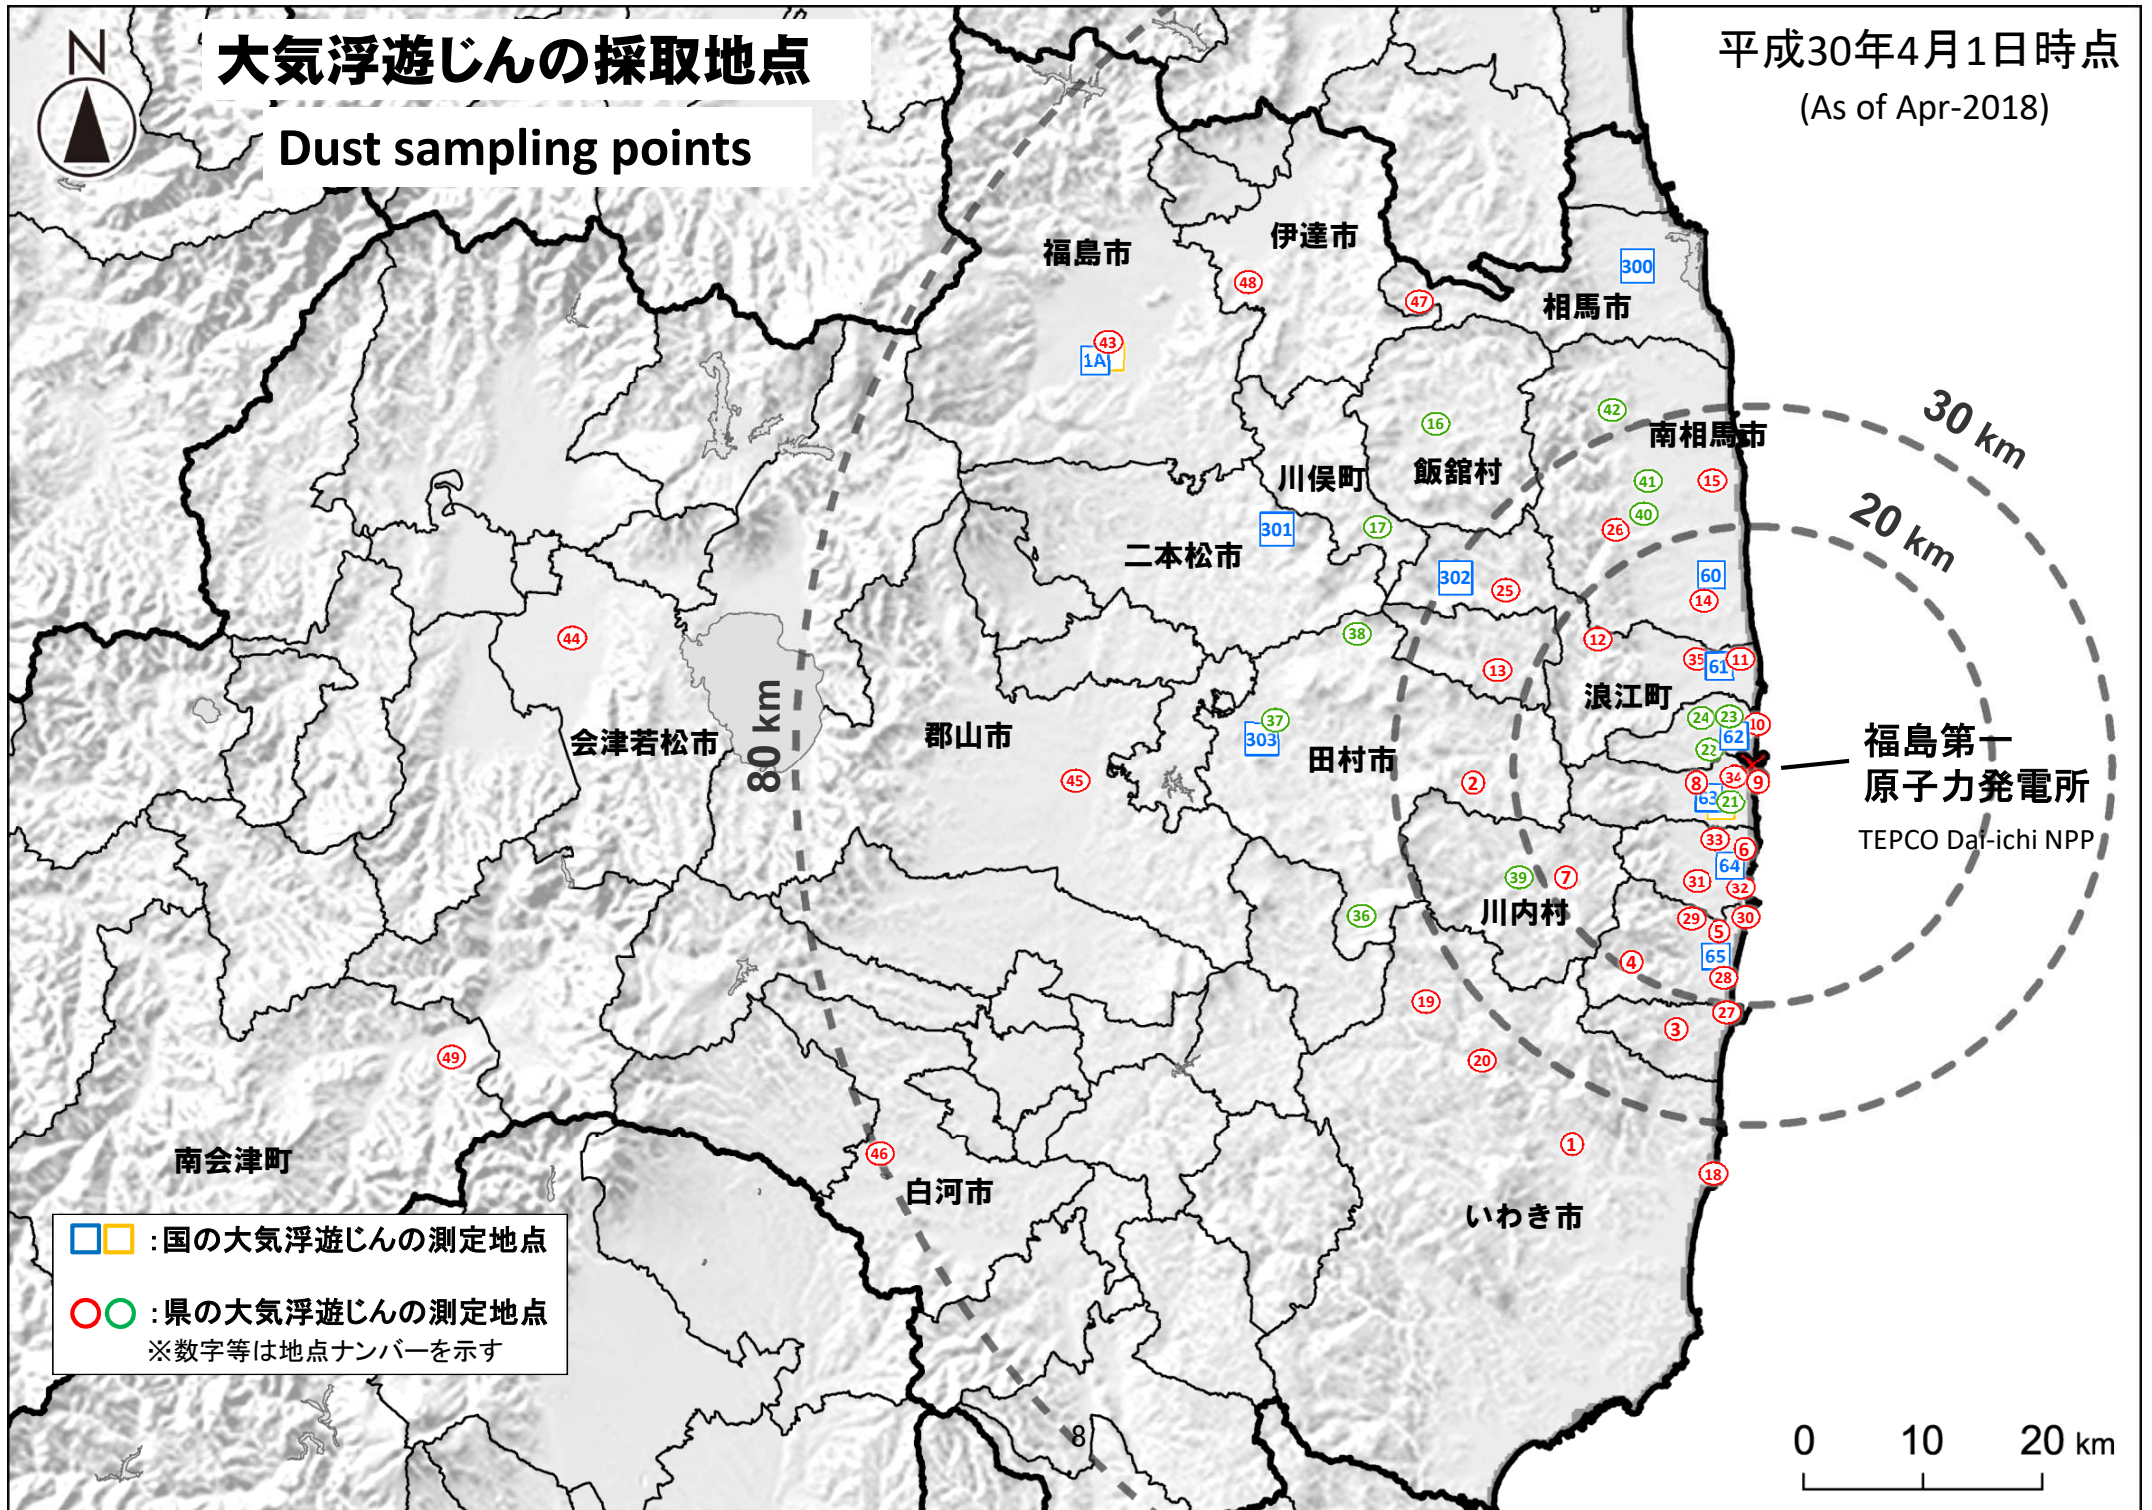 N
大気浮遊じんの採取地点
Dust sampling points
平成30年4月1日時点
(As of Apr-2018)
伊達市
福島市
300
48
47
相馬市
43
1A
30 km
42
16
南相馬市
川俣町
飯舘村
41
15
20 km
40
17
26
301
二本松市
302
60
25
14
38
12
44
35
61
11
13
浪江町
80 km
24
23
10
37
303
62
会津若松市
郡山市
22
田村市
福島第一
原子力発電所
TEPCO Dai-ichi NPP
45
2
8
34
9
63
21
33
6
64
39
7
31
32
川内村
36
29
30
5
65
4
28
19
27
3
49
20
1
46
南会津町
18
白河市
いわき市
:国の大気浮遊じんの測定地点
:県の大気浮遊じんの測定地点
※数字等は地点ナンバーを示す
8
0 10 20 km